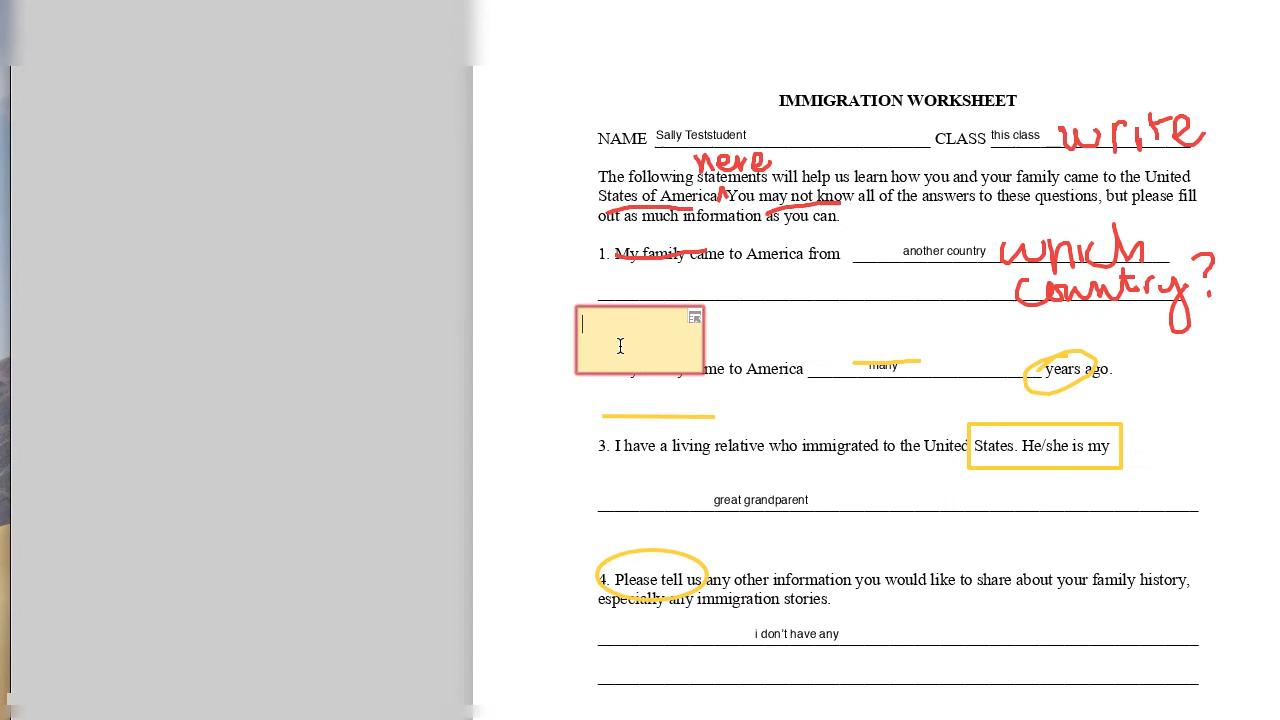 IMMIGRATION WORKSHEET
NAME Sally Teststudent CLASS this class write
here
The following statements will help us learn how you and your family came to the United
States of America. You may not know all of the answers to these questions, but please fill
out as much information as you can.
1. My family came to America from another country which
country?
me to America many years ago.
3. I have a living relative who immigrated to the United States. He/she is my
great grandparent
4. Please tell us any other information you would like to share about your family history,
especially any immigration stories.
i don't have any